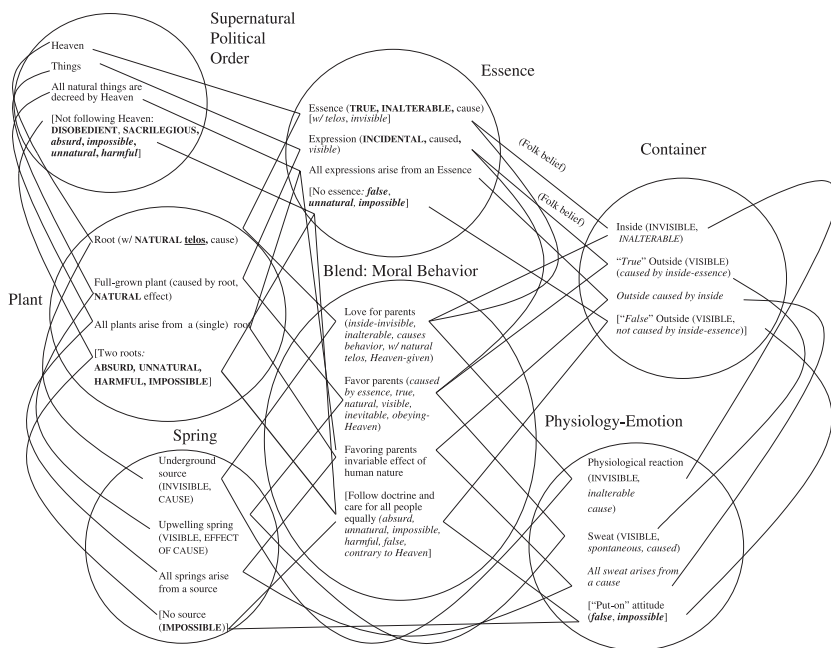 Supernatural
Political
Order
Heaven
Things
All natural things are
decreed by Heaven
[Not following Heaven:
DISOBEDIENT, SACRILEGIOUS,
absurd, impossible,
unnatural, harmful]
Essence
Essence (TRUE, INALTERABLE, cause)
[w/ telos, invisible]
Expression (INCIDENTAL, caused,
visible)
All expressions arise from an Essence
[No essence: false,
unnatural, impossible]
(Folk belief)
(Folk belief)
Container
Inside (INVISIBLE,
INALTERABLE)
“True” Outside (VISIBLE)
(caused by inside-essence)
Outside caused by inside
[“False” Outside (VISIBLE,
not caused by inside-essence)]
Plant
Root (w/ NATURAL telos, cause)
Full-grown plant (caused by root,
NATURAL effect)
All plants arise from a (single) root
[Two roots:
ABSURD, UNNATURAL,
HARMFUL, IMPOSSIBLE]
Blend: Moral Behavior
Love for parents
(inside-invisible,
inalterable, causes
behavior, w/ natural
telos, Heaven-given)
Favor parents (caused
by essence, true,
natural, visible,
inevitable, obeying-
Heaven)
Favoring parents
invariable effect of
human nature
[Follow doctrine and
care for all people
equally (absurd,
unnatural, impossible,
harmful, false,
contrary to Heaven]
Spring
Underground
source
(INVISIBLE,
CAUSE)
Upwelling spring
(VISIBLE, EFFECT
OF CAUSE)
All springs arise
from a source
[No source
(IMPOSSIBLE)]
Physiology-Emotion
Physiological reaction
(INVISIBLE,
inalterable
cause)
Sweat (VISIBLE,
spontaneous, caused)
All sweat arises from
a cause
[“Put-on” attitude
(false, impossible]